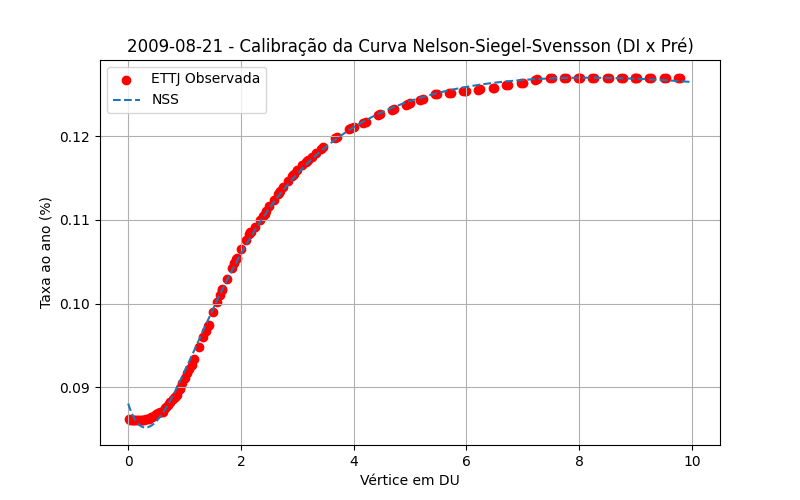 2009-08-21 - Calibração da Curva Nelson-Siegel-Svensson (DI x Pré)
ETTJ Observada
NSS
Taxa ao ano (%)
0.12
0.11
0.10
0.09
0 2 4 6 8 10
Vértice em DU